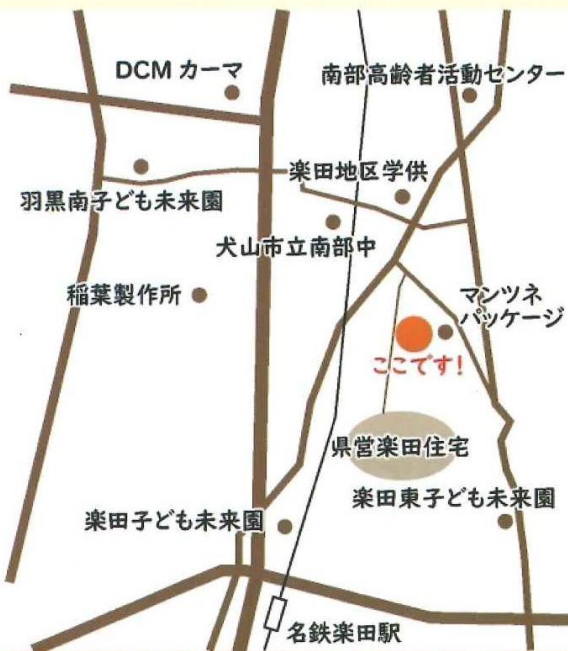 DCM カーマ
南部高齢者活動センター
楽田地区学供
羽黒南子ども未来園
犬山市立南部中
稲葉製作所
マンツネ
パッケージ
ここです!
県営楽田住宅
楽田東子ども未来園
楽田子ども未来園
名鉄楽田駅